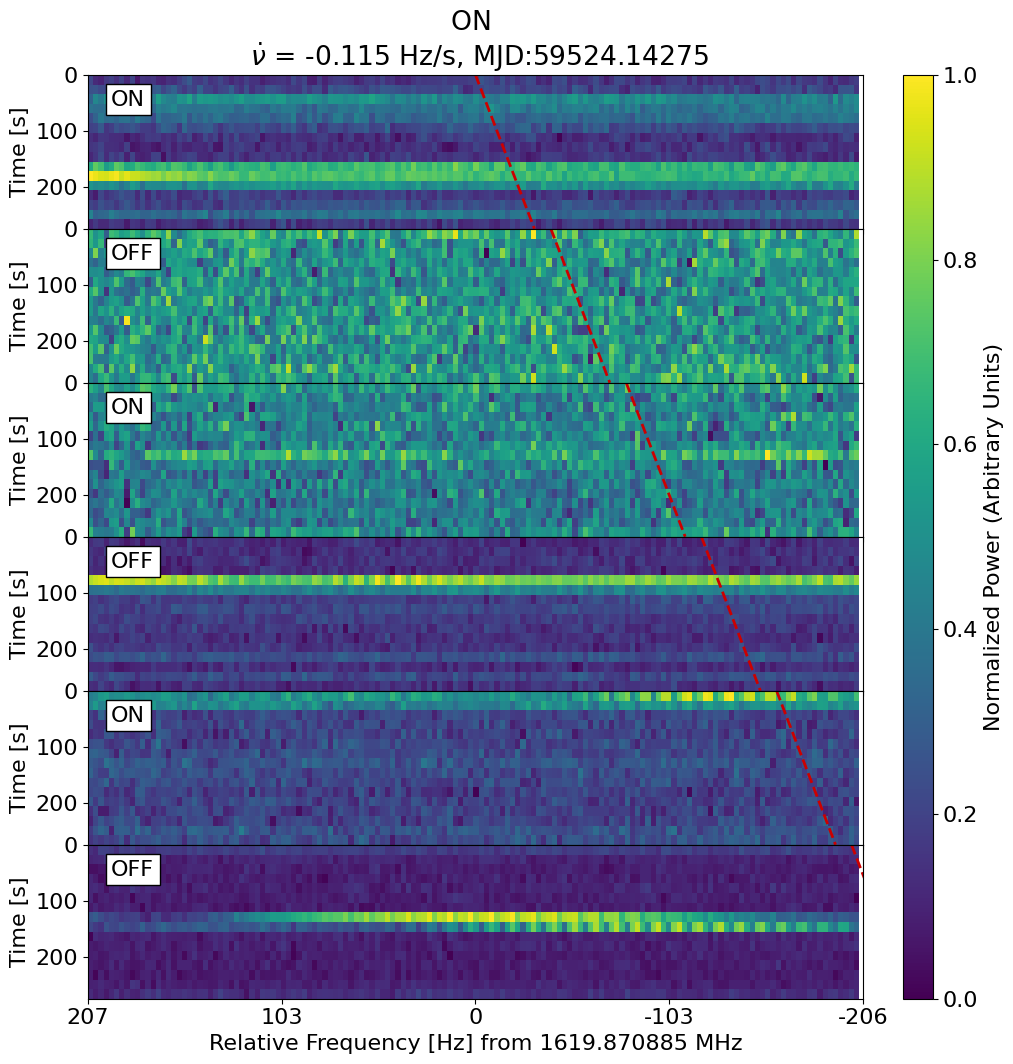 ON
ν̇ = -0.115 Hz/s, MJD:59524.14275
0
ON
100
200
Time [s]
0
OFF
100
200
Time [s]
0
ON
100
200
Time [s]
0
OFF
100
200
Time [s]
0
ON
100
200
Time [s]
0
OFF
100
200
Time [s]
207 103 0 -103 -206
Relative Frequency [Hz] from 1619.870885 MHz
1.0
0.8
0.6
0.4
0.2
0.0
Normalized Power (Arbitrary Units)